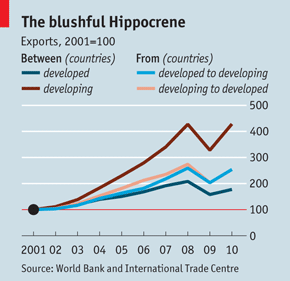 The blushful Hippocrene
Exports, 2001=100
Between (countries) From (countries)
developed developed to developing
developing developing to developed
500
400
300
200
100
0
2001 02 03 04 05 06 07 08 09 10
Source: World Bank and International Trade Centre